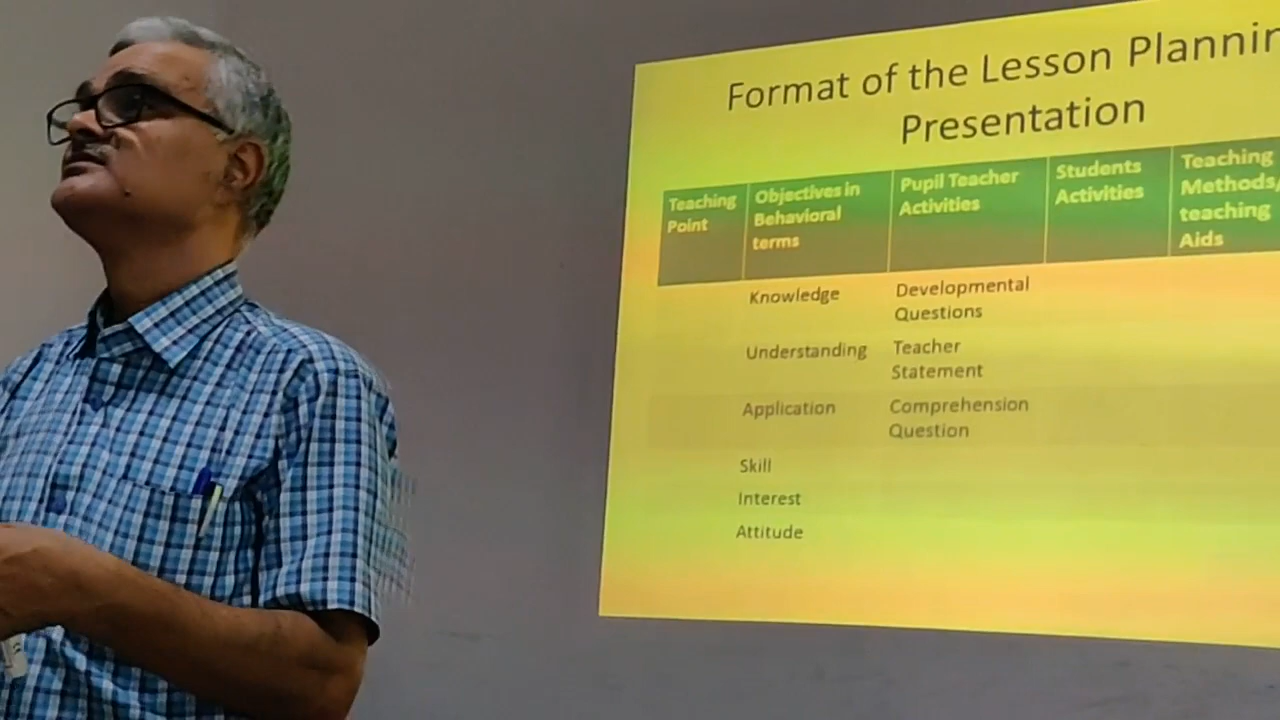 Format of the Lesson
Presentation
Teaching
Point
Objectives in
Behavioral
terms
Pupil Teacher
Activities
Students
Activities
Teaching
Methods/
teaching
Aids
Knowledge
Developmental
Questions
Understanding
Teacher
Statement
Application
Comprehension
Question
Skill
Interest
Attitude